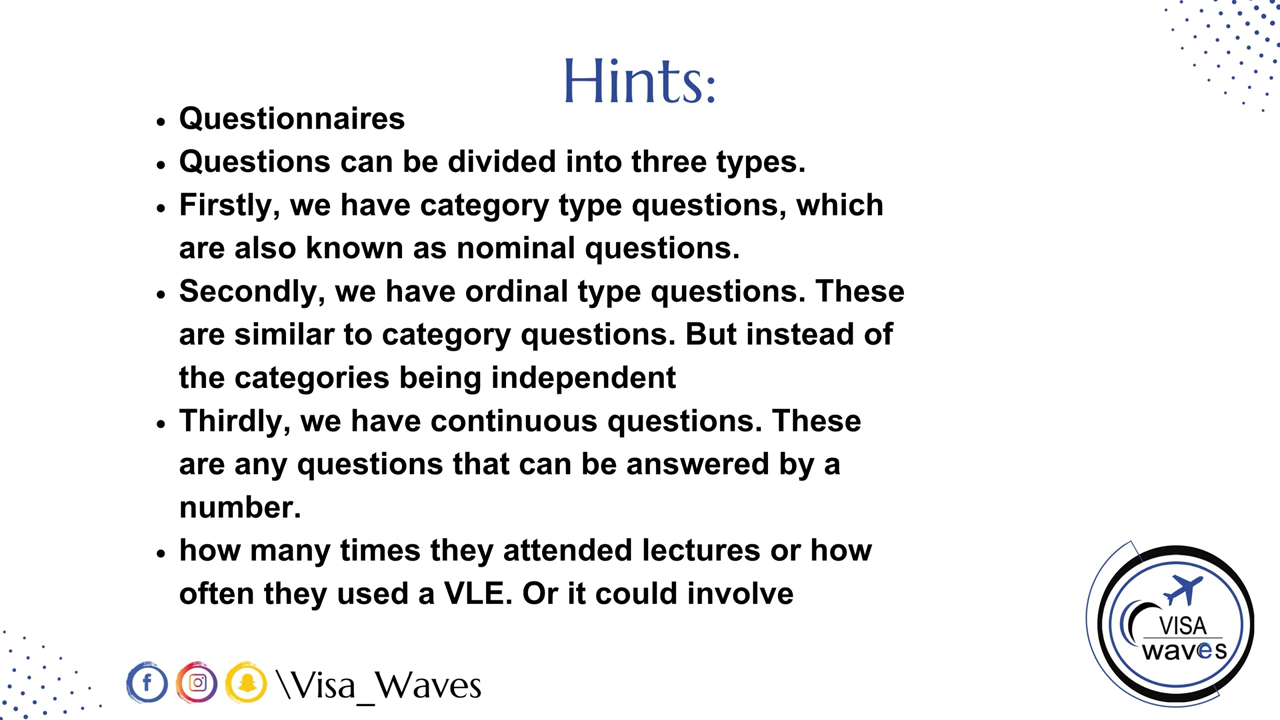 Hints:
• Questionnaires
• Questions can be divided into three types.
• Firstly, we have category type questions, which
are also known as nominal questions.
• Secondly, we have ordinal type questions. These
are similar to category questions. But instead of
the categories being independent
• Thirdly, we have continuous questions. These
are any questions that can be answered by a
number.
• how many times they attended lectures or how
often they used a VLE. Or it could involve
VISA
waves
\Visa_Waves